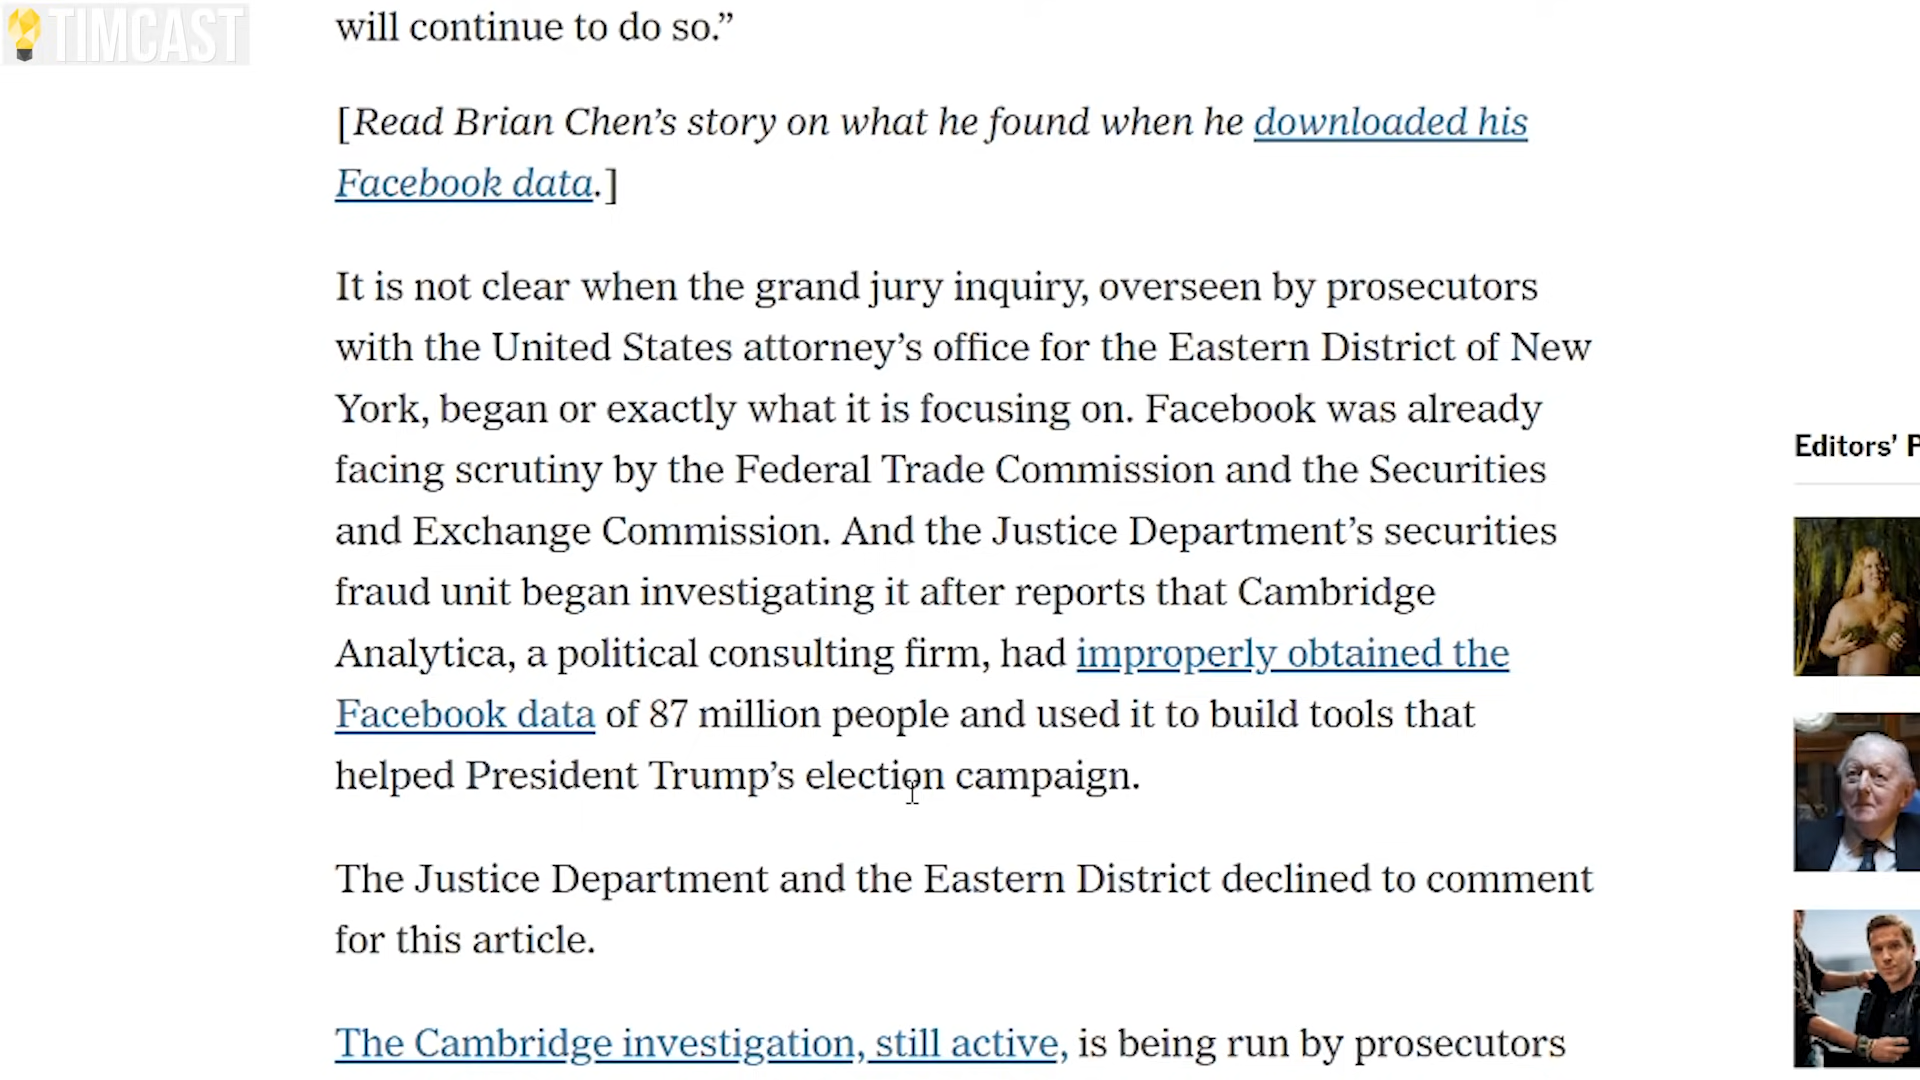 TIMCAST
will continue to do so.”
[Read Brian Chen’s story on what he found when he downloaded his
Facebook data.]
It is not clear when the grand jury inquiry, overseen by prosecutors
with the United States attorney’s office for the Eastern District of New
York, began or exactly what it is focusing on. Facebook was already
facing scrutiny by the Federal Trade Commission and the Securities
and Exchange Commission. And the Justice Department’s securities
fraud unit began investigating it after reports that Cambridge
Analytica, a political consulting firm, had improperly obtained the
Facebook data of 87 million people and used it to build tools that
helped President Trump’s election campaign.
The Justice Department and the Eastern District declined to comment
for this article.
The Cambridge investigation, still active, is being run by prosecutors
Editors’